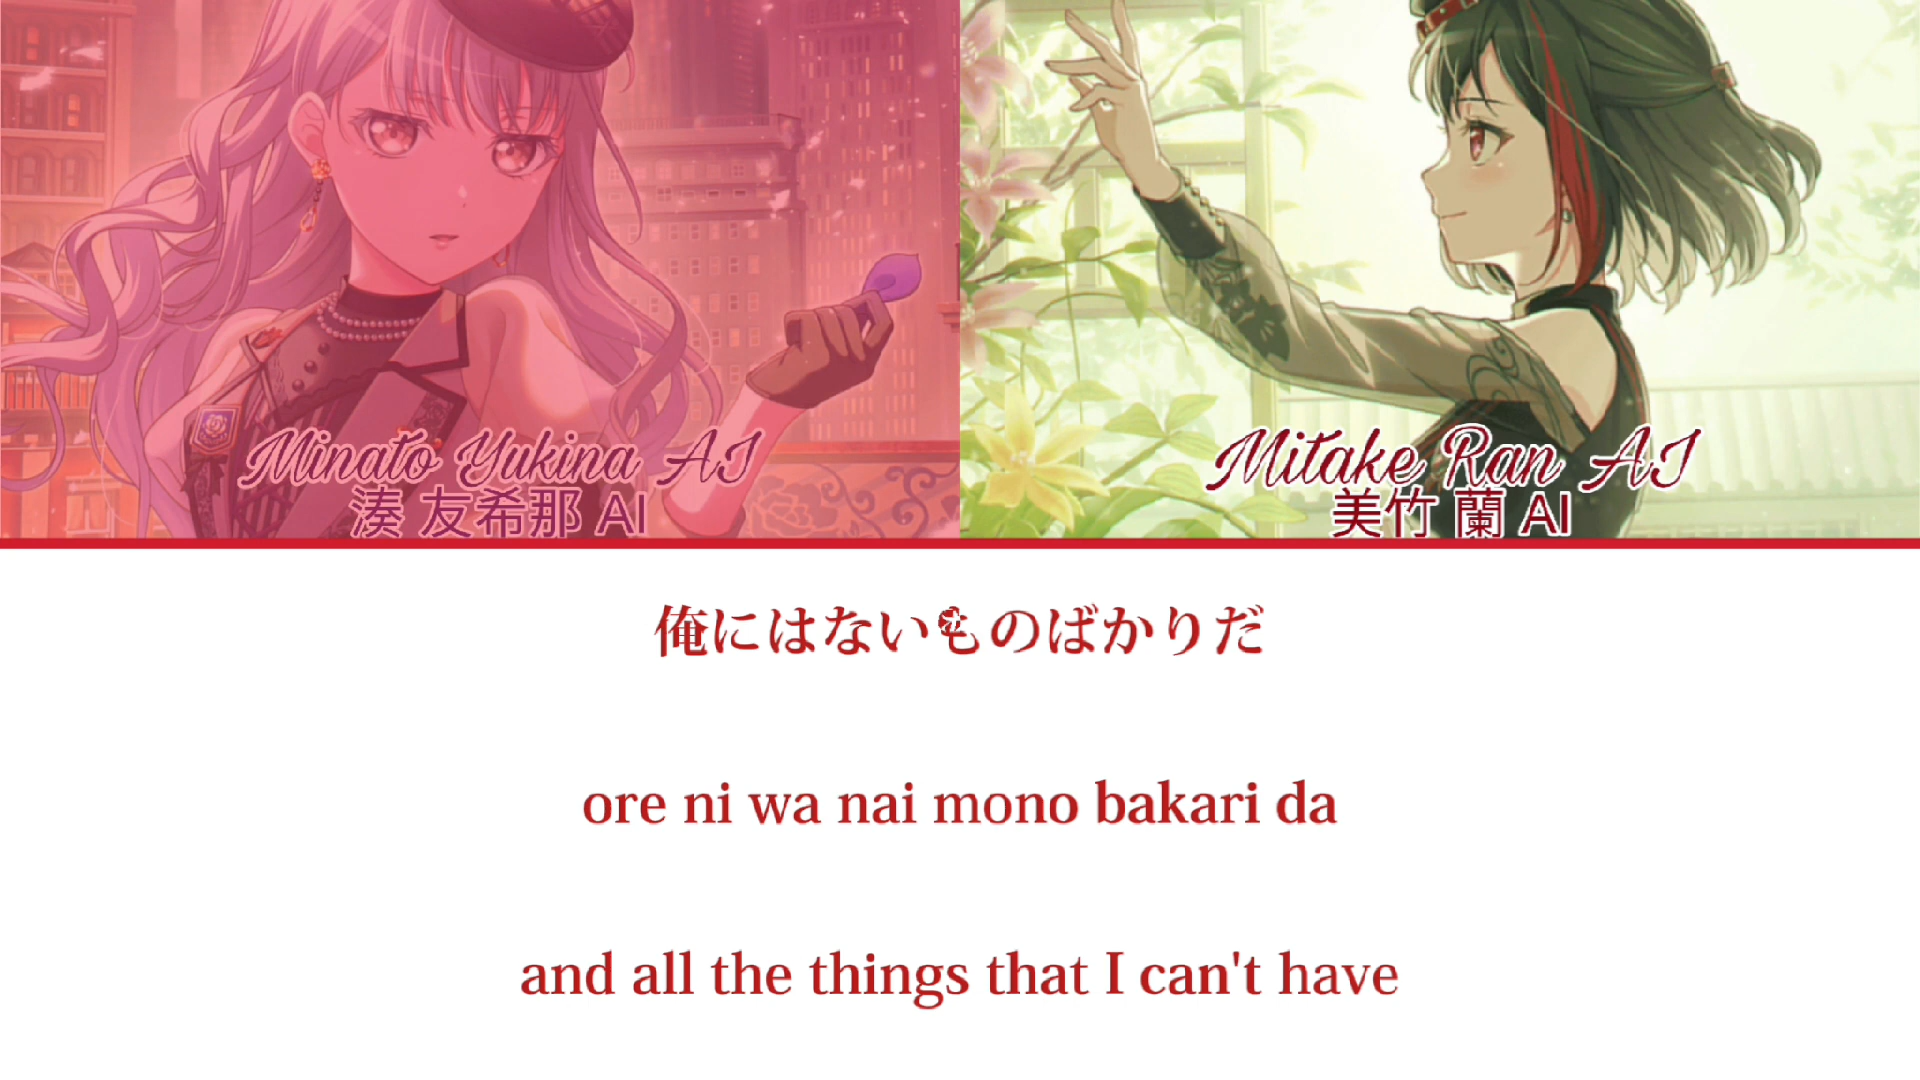 Minato Yukina AI
湊 友希那 AI
Mitake Ran AI
美竹 蘭 AI
俺にはないものばかりだ
ore ni wa nai mono bakari da
and all the things that I can't have